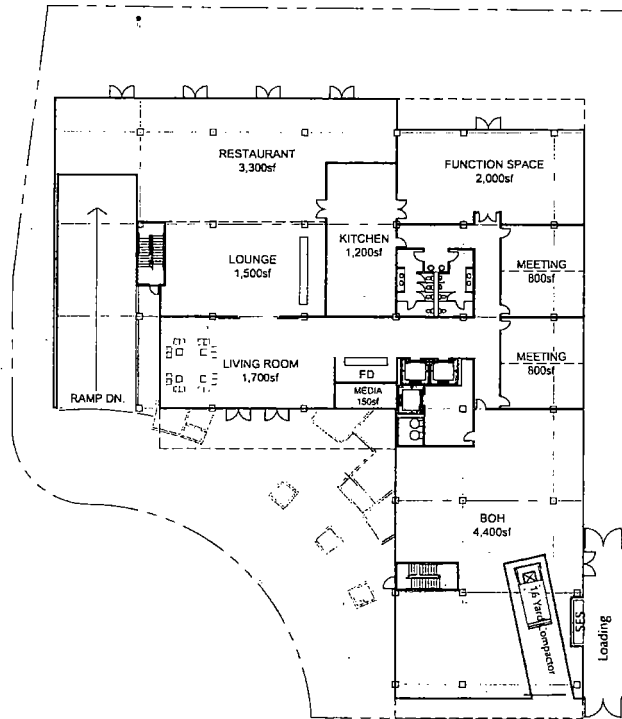 RESTAURANT
3,300sf
FUNCTION SPACE
2,000sf
KITCHEN
1,200sf
LOUNGE
1,500sf
MEETING
800sf
LIVING ROOM
1,700sf
FD
MEETING
800sf
MEDIA
150sf
RAMP DN.
BOH
4,400sf
16 Yard Compactor
SES
Loading